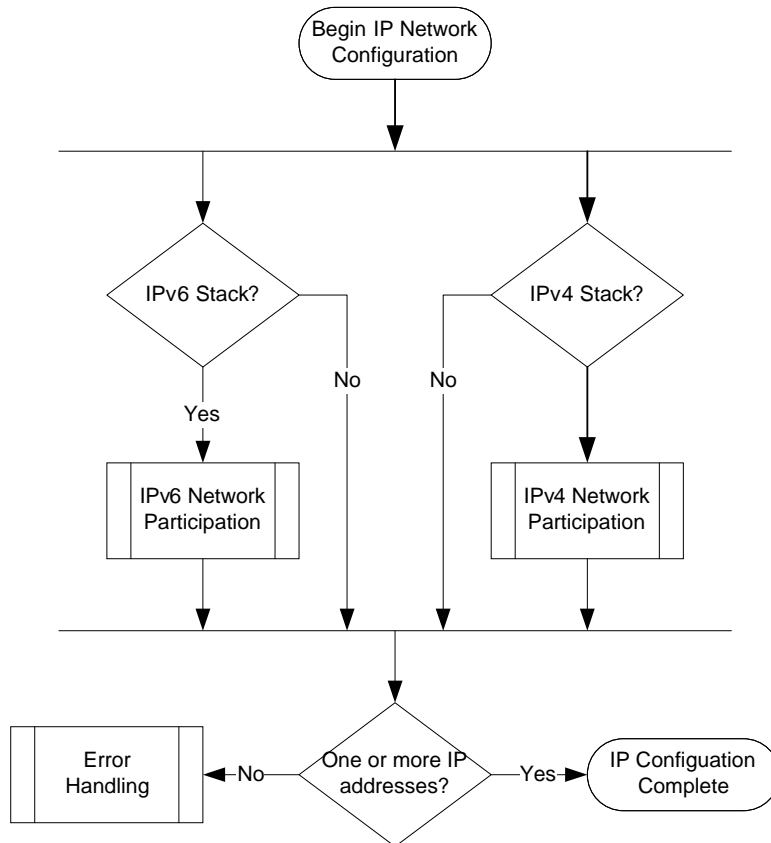 Begin IP Network
Configuration
IPv6 Stack?
IPv4 Stack?
No
No
Yes
IPv6 Network
Participation
IPv4 Network
Participation
Error
Handling
No
One or more IP
addresses?
Yes
IP Configuation
Complete